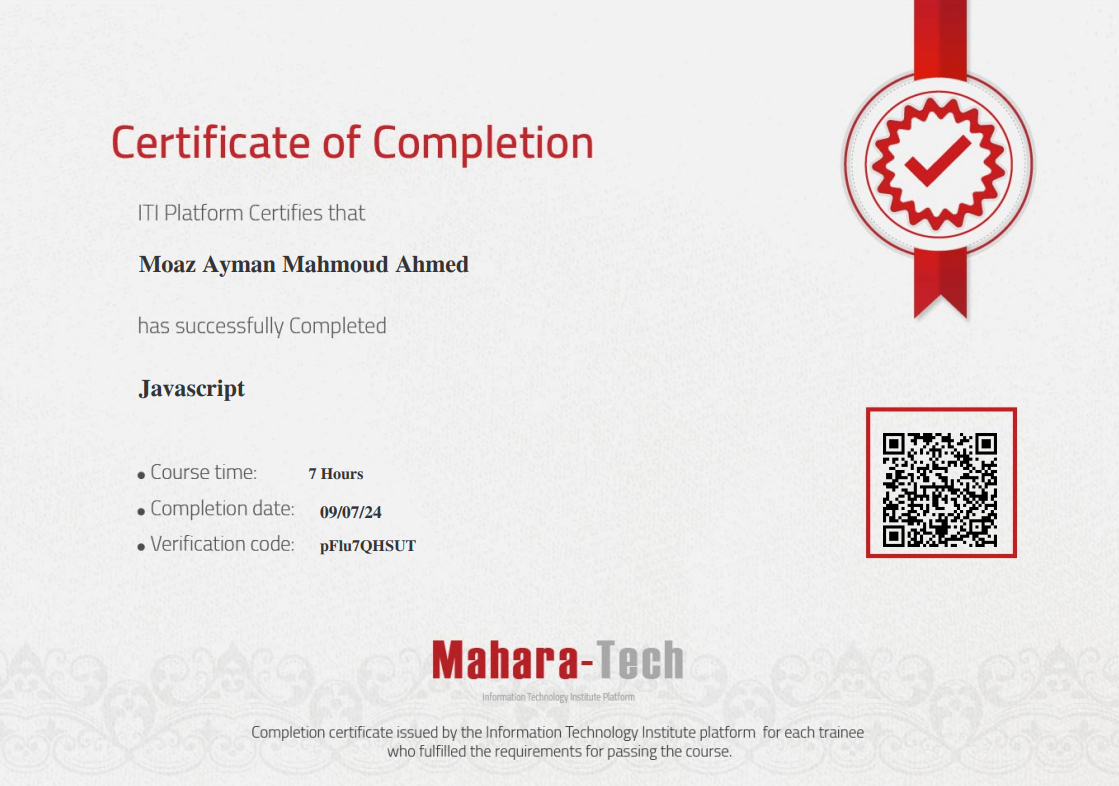 Certificate of Completion
ITI Platform Certifies that
Moaz Ayman Mahmoud Ahmed
has successfully Completed
Javascript
• Course time: 7 Hours
• Completion date: 09/07/24
• Verification code: pFlu7QHSUT
Mahara-Tech
Information Technology Institute Platform
Completion certificate issued by the Information Technology Institute platform for each trainee
who fulfilled the requirements for passing the course.